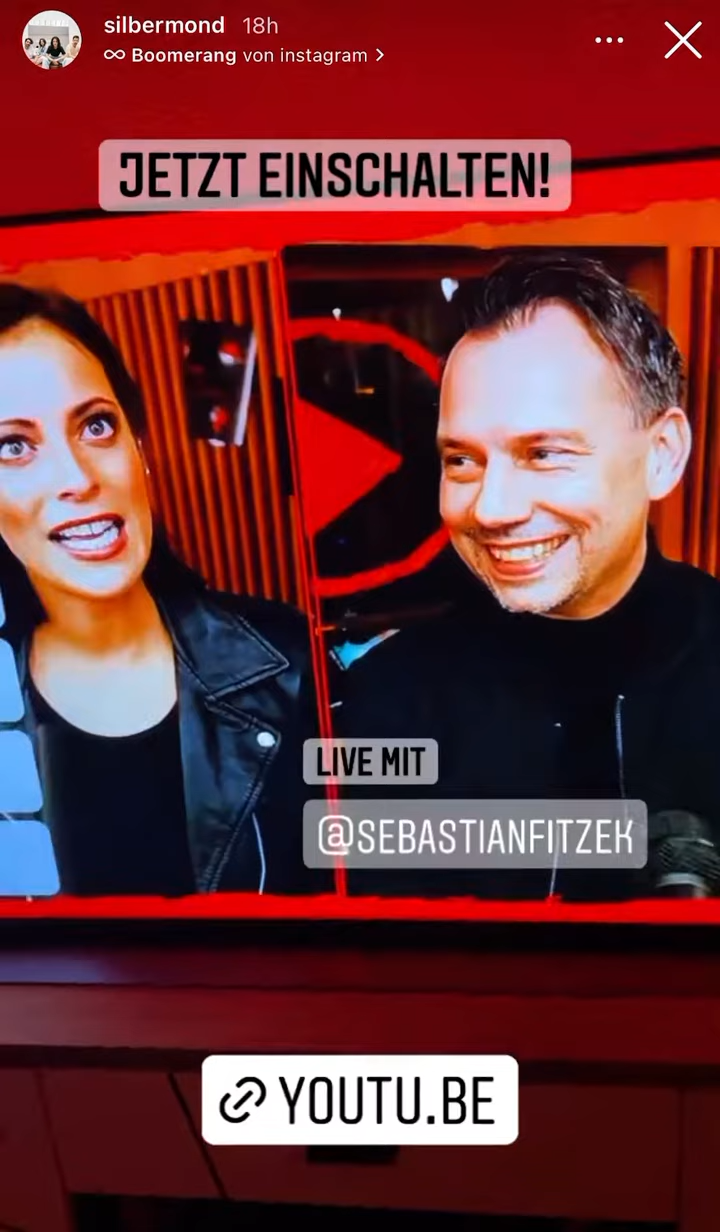 silbermond 18h
Boomerang von instagram
JETZT EINSCHALTEN!
LIVE MIT
@SEBASTIANFITZEK
YOUTU.BE